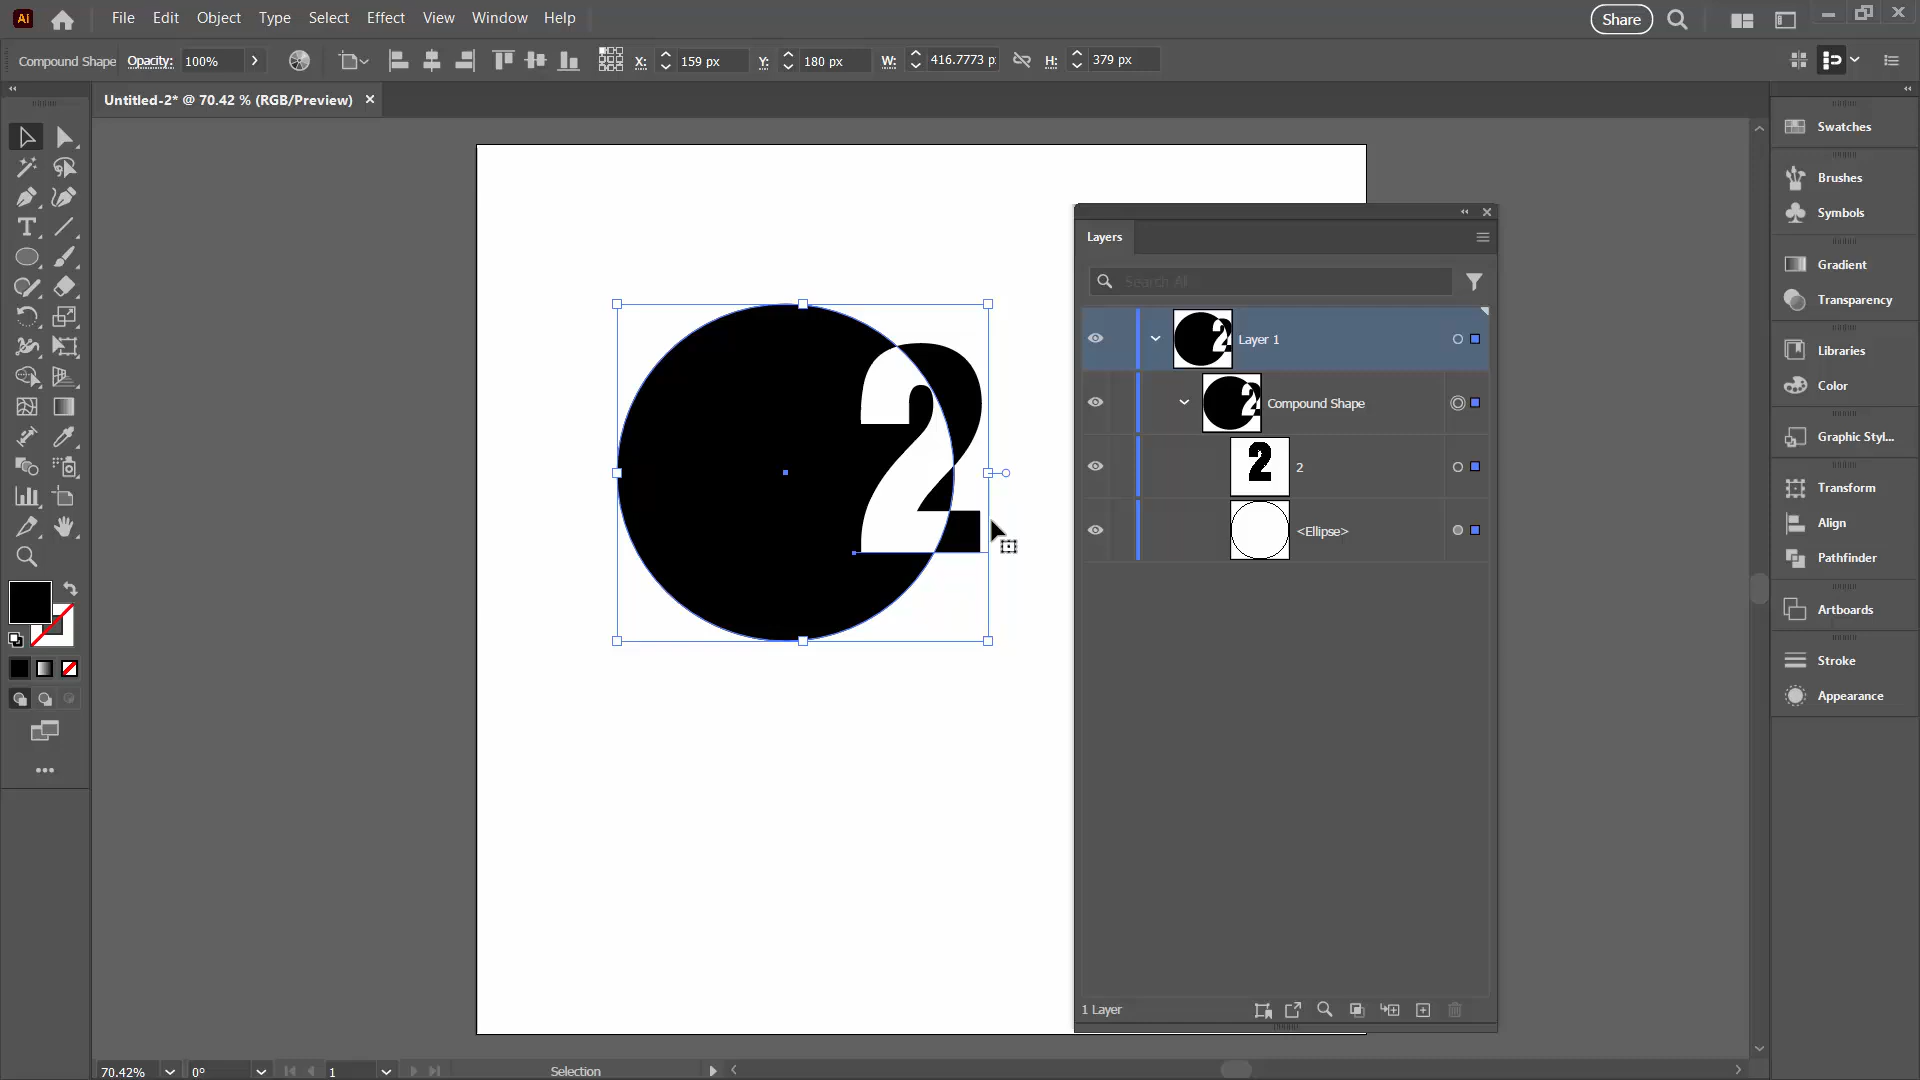 Ai File Edit Object Type Select Effect View Window Help Share
Compound Shape Opacity: 100% X: 159 px Y: 180 px W: 416.7773 p H: 379 px
Untitled-2* @ 70.42 % (RGB/Preview)
Layers
Search All
Layer 1
Compound Shape
2
<Ellipse>
1 Layer
2
Swatches
Brushes
Symbols
Gradient
Transparency
Libraries
Color
Graphic Styl...
Transform
Align
Pathfinder
Artboards
Stroke
Appearance
70.42% 0° 1 Selection